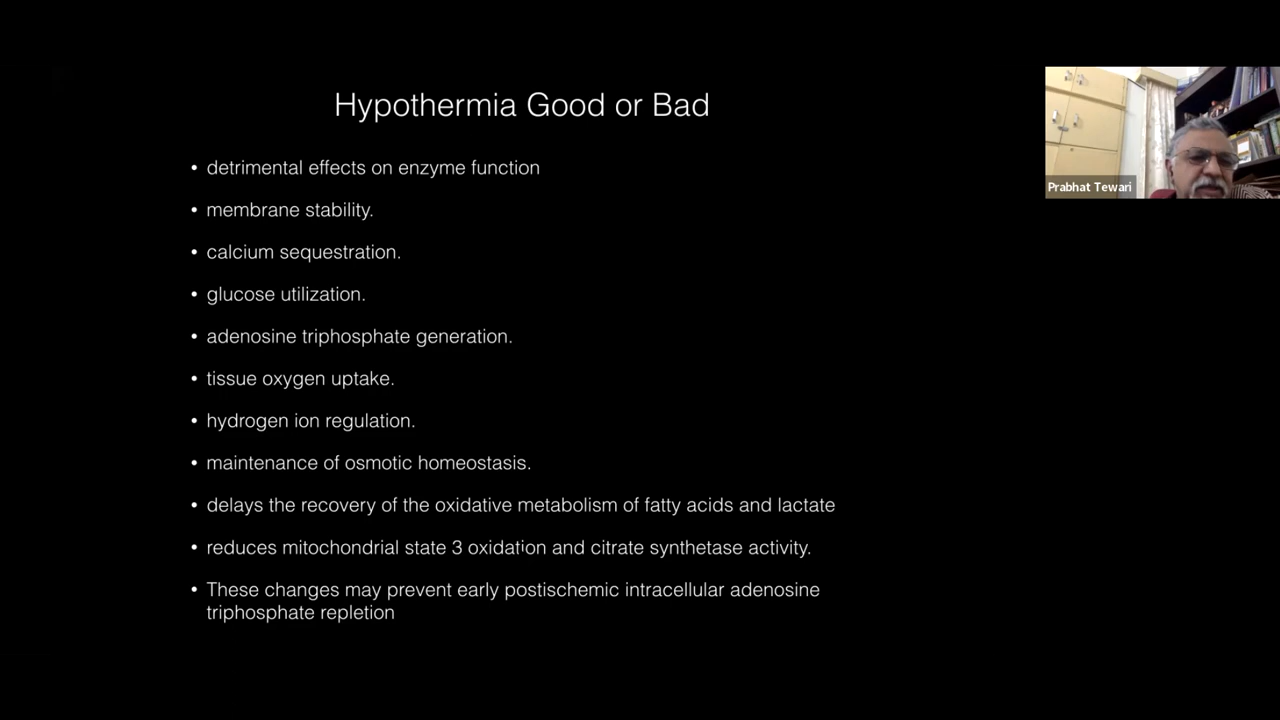 Hypothermia Good or Bad
• detrimental effects on enzyme function
• membrane stability.
• calcium sequestration.
• glucose utilization.
• adenosine triphosphate generation.
• tissue oxygen uptake.
• hydrogen ion regulation.
• maintenance of osmotic homeostasis.
• delays the recovery of the oxidative metabolism of fatty acids and lactate
• reduces mitochondrial state 3 oxidation and citrate synthetase activity.
• These changes may prevent early postischemic intracellular adenosine
triphosphate repletion
Prabhat Tewari